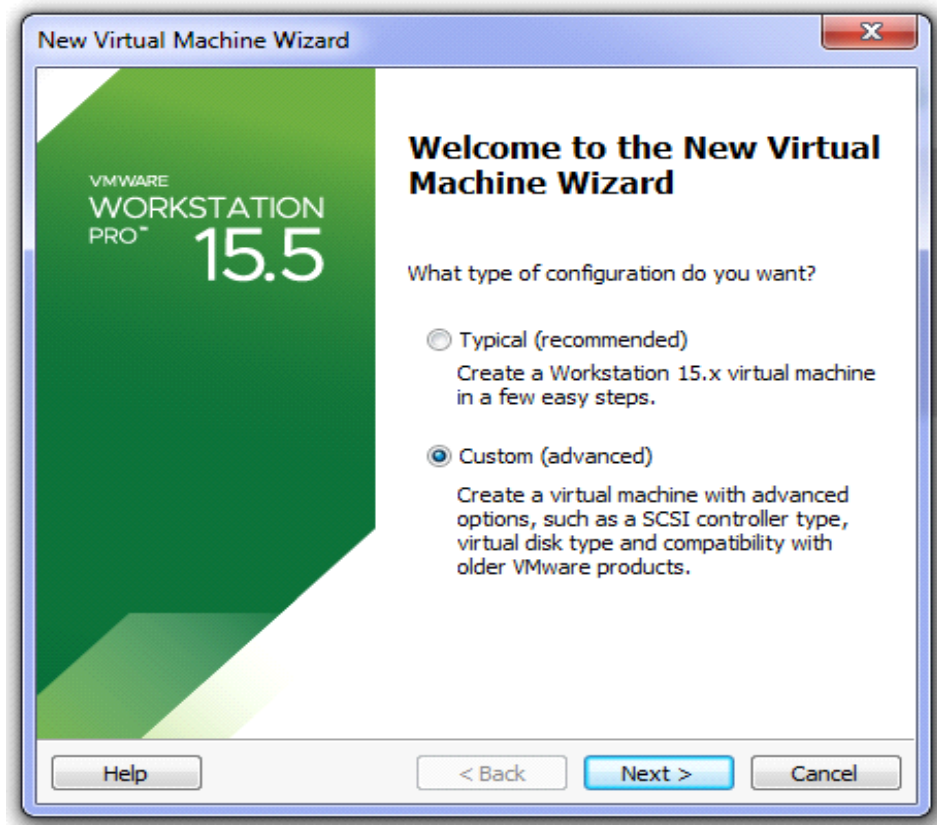 New Virtual Machine Wizard
VMWARE
WORKSTATION
PRO™
15.5
Welcome to the New Virtual
Machine Wizard
What type of configuration do you want?
Typical (recommended)
Create a Workstation 15.x virtual machine
in a few easy steps.
Custom (advanced)
Create a virtual machine with advanced
options, such as a SCSI controller type,
virtual disk type and compatibility with
older VMware products.
Help
< Back
Next >
Cancel